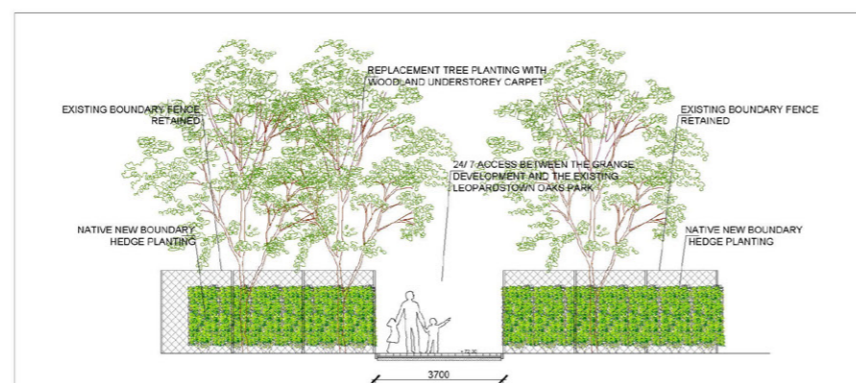 REPLACEMENT TREE PLANTING WITH
WOODLAND UNDERSTOREY CARPET
EXISTING BOUNDARY FENCE
RETAINED
EXISTING BOUNDARY FENCE
RETAINED
24/ 7 ACCESS BETWEEN THE GRANGE
DEVELOPMENT AND THE EXISTING
LEOPARDSTOWN OAKS PARK
NATIVE NEW BOUNDARY
HEDGE PLANTING
NATIVE NEW BOUNDARY
HEDGE PLANTING
3700